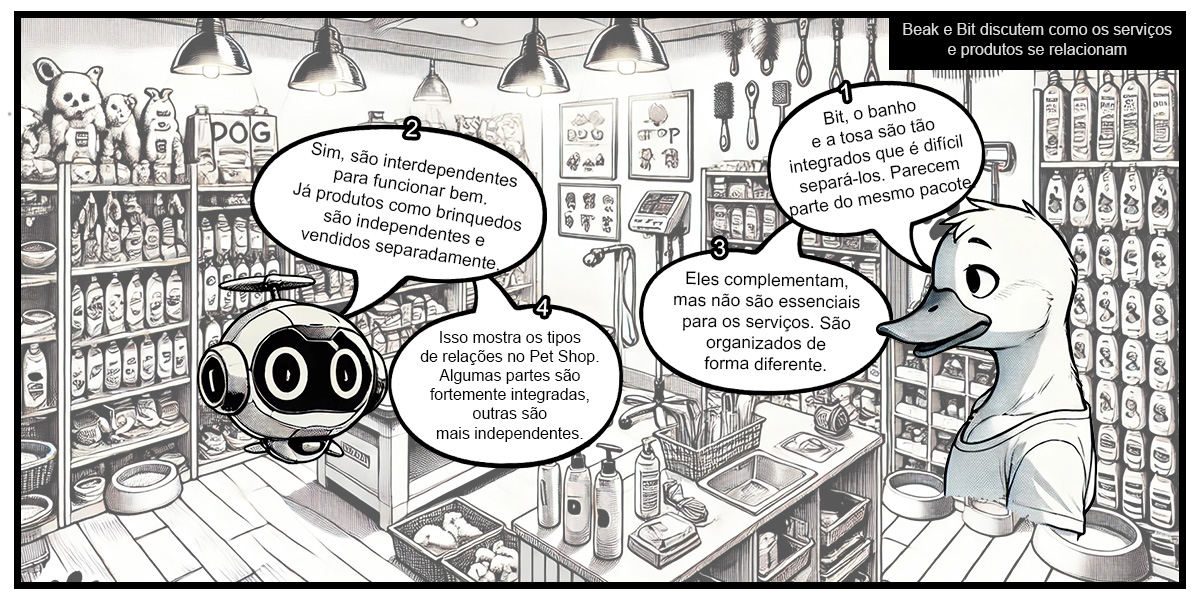 Beak e Bit discutem como os serviços
e produtos se relacionam
1
Bit, o banho
e a tosa são tão
integrados que é difícil
separá-los. Parecem
parte do mesmo pacote.
2
Sim, são interdependentes
para funcionar bem.
Já produtos como brinquedos
são independentes e
vendidos separadamente.
3
Eles complementam,
mas não são essenciais
para os serviços. São
organizados de
forma diferente.
4
Isso mostra os tipos
de relações no Pet Shop.
Algumas partes são
fortemente integradas,
outras são
mais independentes.
DOG